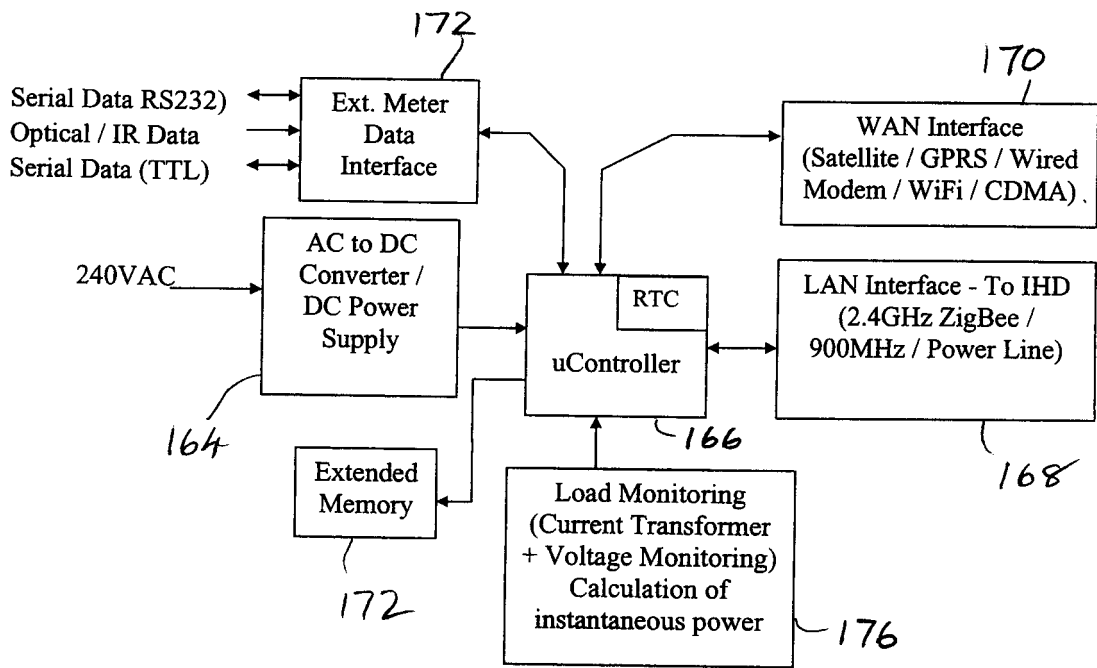 172
Serial Data RS232)
Optical / IR Data
Serial Data (TTL)
Ext. Meter
Data
Interface
170
WAN Interface
(Satellite / GPRS / Wired
Modem / WiFi / CDMA)
240VAC
AC to DC
Converter /
DC Power
Supply
164
RTC
uController
166
LAN Interface - To IHD
(2.4GHz ZigBee /
900MHz / Power Line)
168
Extended
Memory
172
Load Monitoring
(Current Transformer
+ Voltage Monitoring)
Calculation of
instantaneous power
176